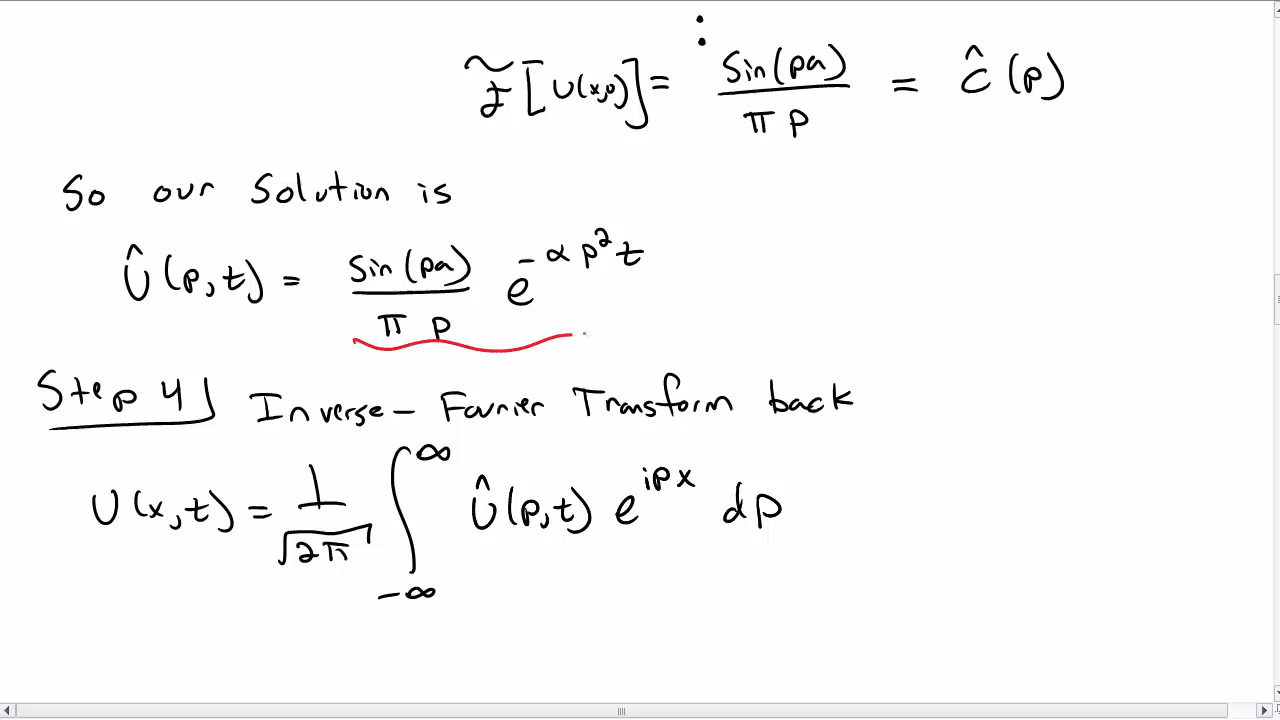 :
F̃[U(x,0)] = sin(pa) / πp = ĉ(p)
So our solution is
Û(p,t) = sin(pa) / πp e^{-αp²t}
Step 4) Inverse-Fourier Transform back
U(x,t) = 1/√2π ∫_{-∞}^{∞} Û(p,t) e^{ipx} dp